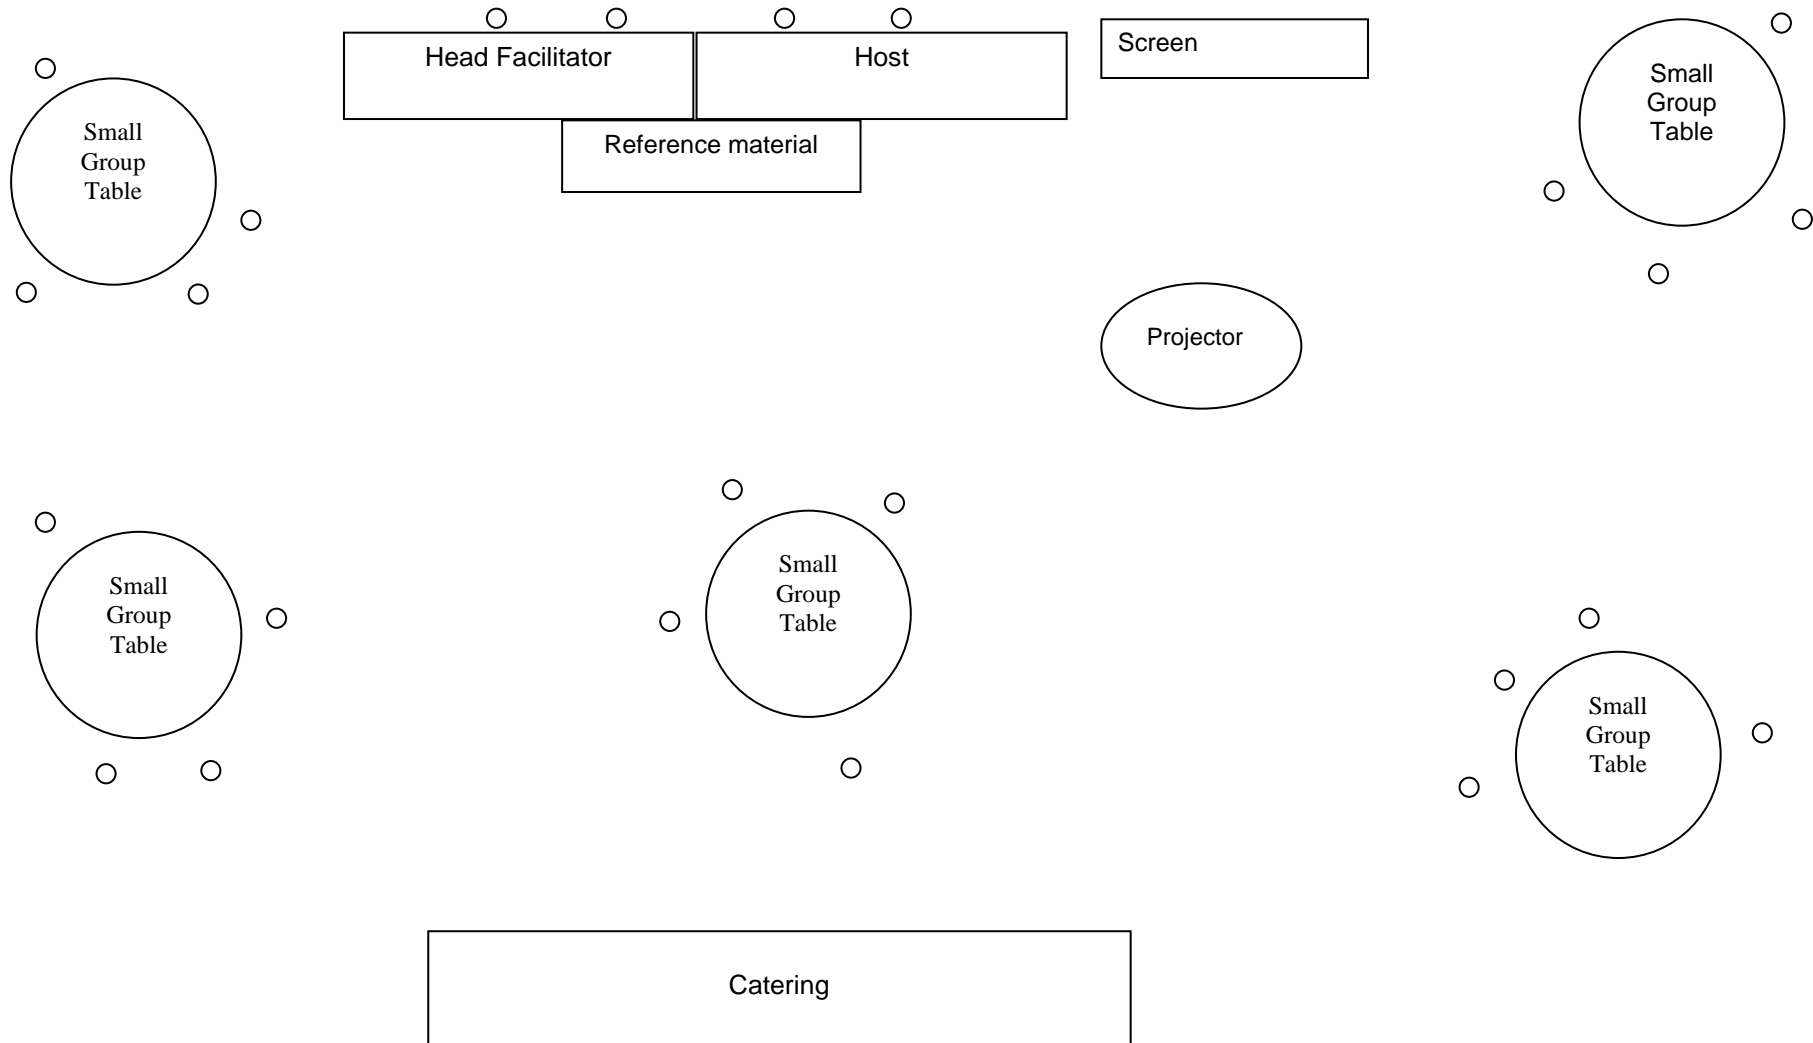 Head Facilitator
Host
Screen
Small
Group
Table
Small
Group
Table
Reference material
Projector
Small
Group
Table
Small
Group
Table
Small
Group
Table
Catering